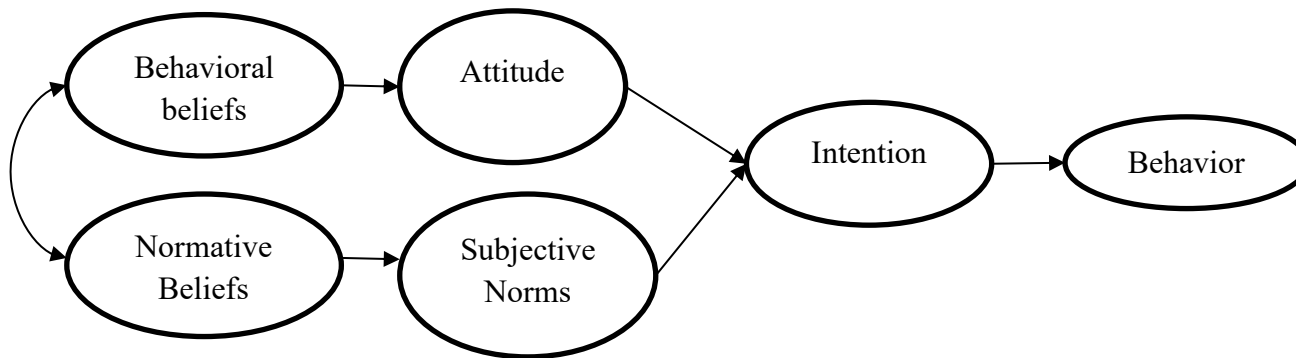 Behavioral
beliefs
Attitude
Intention
Behavior
Normative
Beliefs
Subjective
Norms